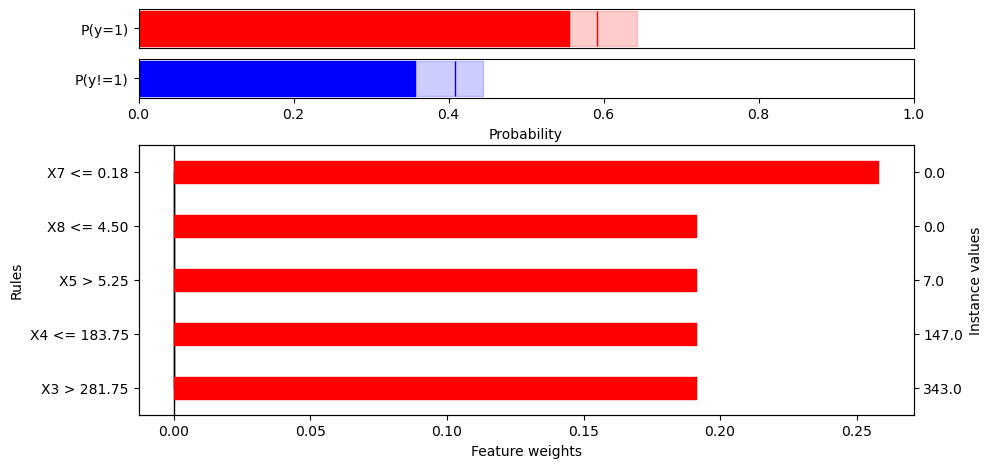 P(y=1)
P(y!=1)
0.0 0.2 0.4 0.6 0.8 1.0
Probability
X7 <= 0.18 0.0
X8 <= 4.50 0.0
X5 > 5.25 7.0
X4 <= 183.75 147.0
X3 > 281.75 343.0
Rules
Instance values
0.00 0.05 0.10 0.15 0.20 0.25
Feature weights